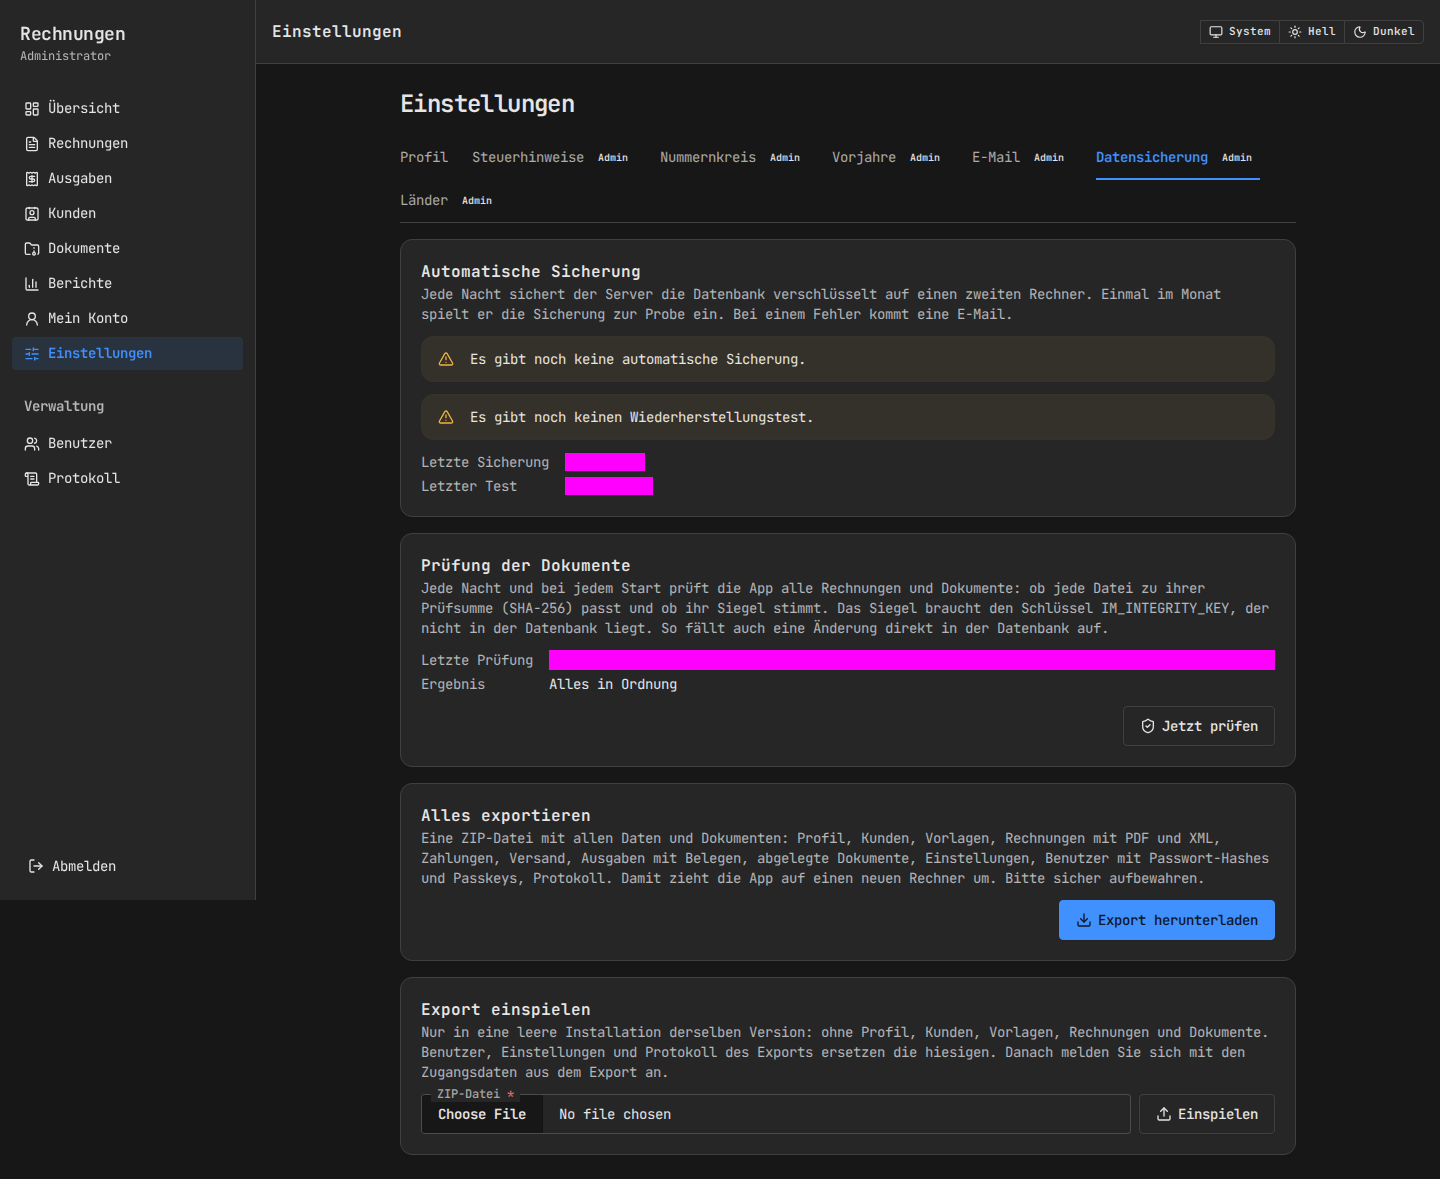 Rechnungen
Administrator
Übersicht
Rechnungen
Ausgaben
Kunden
Dokumente
Berichte
Mein Konto
Einstellungen
Verwaltung
Benutzer
Protokoll
Abmelden
Einstellungen
System Hell Dunkel
Einstellungen
Profil Steuerhinweise Admin Nummernkreis Admin Vorjahre Admin E-Mail Admin Datensicherung Admin
Länder Admin
Automatische Sicherung
Jede Nacht sichert der Server die Datenbank verschlüsselt auf einen zweiten Rechner. Einmal im Monat
spielt er die Sicherung zur Probe ein. Bei einem Fehler kommt eine E-Mail.
Es gibt noch keine automatische Sicherung.
Es gibt noch keinen Wiederherstellungstest.
Letzte Sicherung
Letzter Test
Prüfung der Dokumente
Jede Nacht und bei jedem Start prüft die App alle Rechnungen und Dokumente: ob jede Datei zu ihrer
Prüfsumme (SHA-256) passt und ob ihr Siegel stimmt. Das Siegel braucht den Schlüssel IM_INTEGRITY_KEY, der
nicht in der Datenbank liegt. So fällt auch eine Änderung direkt in der Datenbank auf.
Letzte Prüfung
Ergebnis Alles in Ordnung
Jetzt prüfen
Alles exportieren
Eine ZIP-Datei mit allen Daten und Dokumenten: Profil, Kunden, Vorlagen, Rechnungen mit PDF und XML,
Zahlungen, Versand, Ausgaben mit Belegen, abgelegte Dokumente, Einstellungen, Benutzer mit Passwort-Hashes
und Passkeys, Protokoll. Damit zieht die App auf einen neuen Rechner um. Bitte sicher aufbewahren.
Export herunterladen
Export einspielen
Nur in eine leere Installation derselben Version: ohne Profil, Kunden, Vorlagen, Rechnungen und Dokumente.
Benutzer, Einstellungen und Protokoll des Exports ersetzen die hiesigen. Danach melden Sie sich mit den
Zugangsdaten aus dem Export an.
ZIP-Datei *
Choose File No file chosen
Einspielen